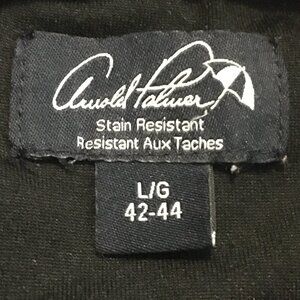 Arnold Palmer
Stain Resistant
Resistant Aux Taches
L/G
42-44